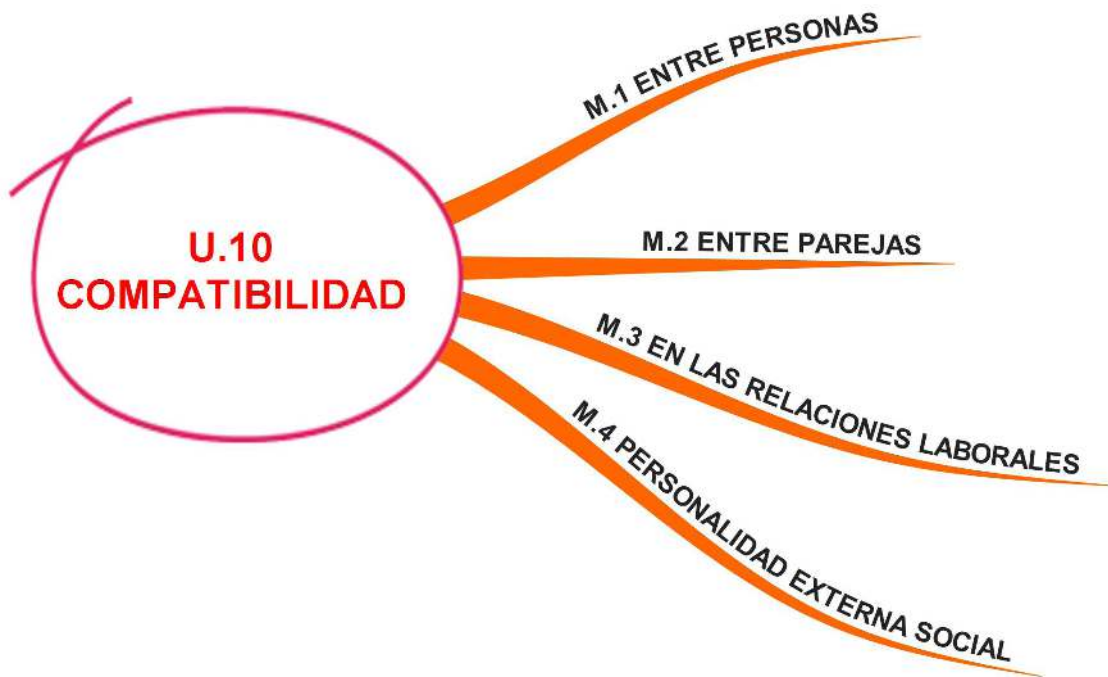 U.10
COMPATIBILIDAD
M.1 ENTRE PERSONAS
M.2 ENTRE PAREJAS
M.3 EN LAS RELACIONES LABORALES
M.4 PERSONALIDAD EXTERNA SOCIAL